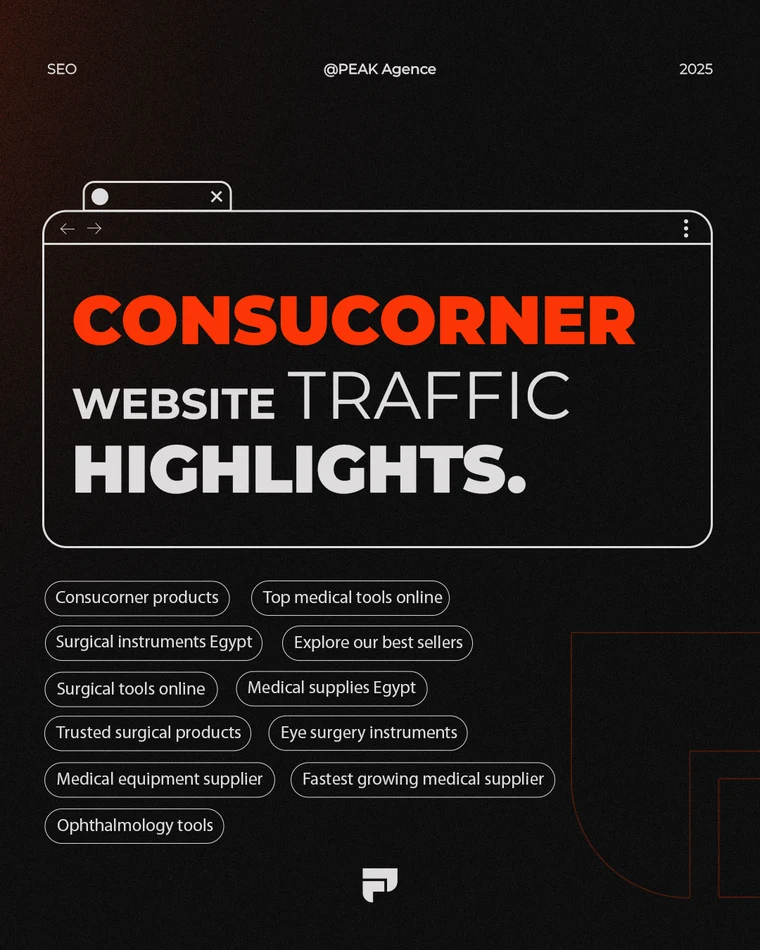 SEO @PEAK Agence 2025
CONSUCORNER
WEBSITE TRAFFIC
HIGHLIGHTS.
Consucorner products Top medical tools online
Surgical instruments Egypt Explore our best sellers
Surgical tools online Medical supplies Egypt
Trusted surgical products Eye surgery instruments
Medical equipment supplier Fastest growing medical supplier
Ophthalmology tools